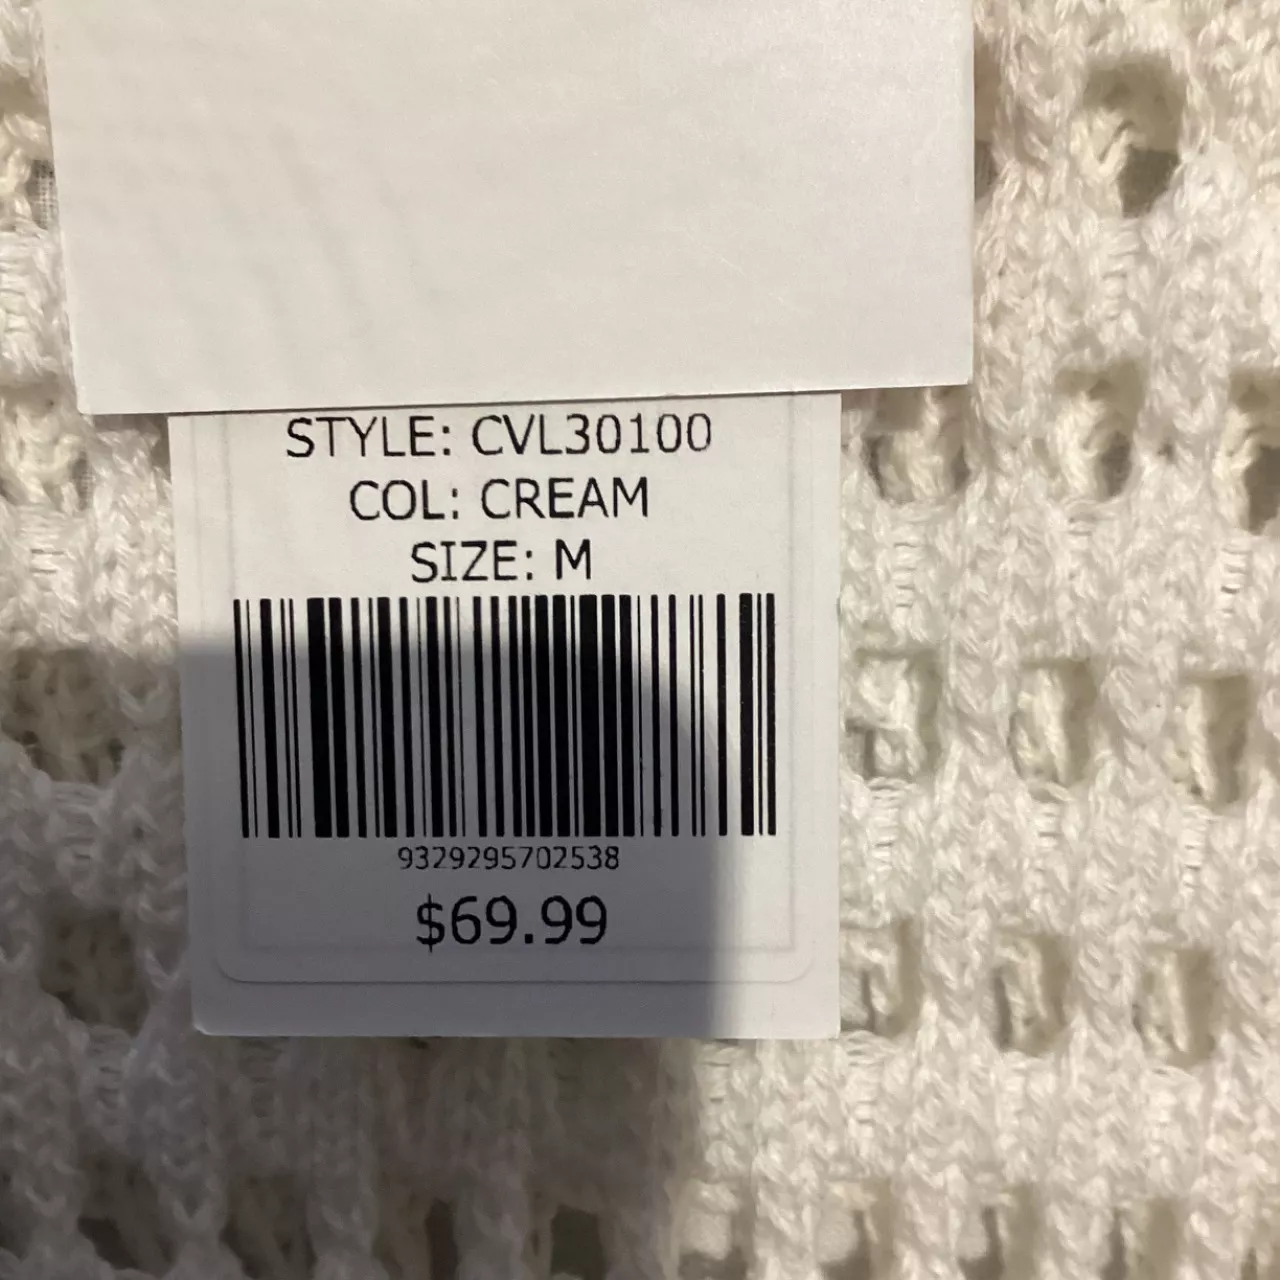 STYLE: CVL30100
COL: CREAM
SIZE: M
9329295702538
$69.99